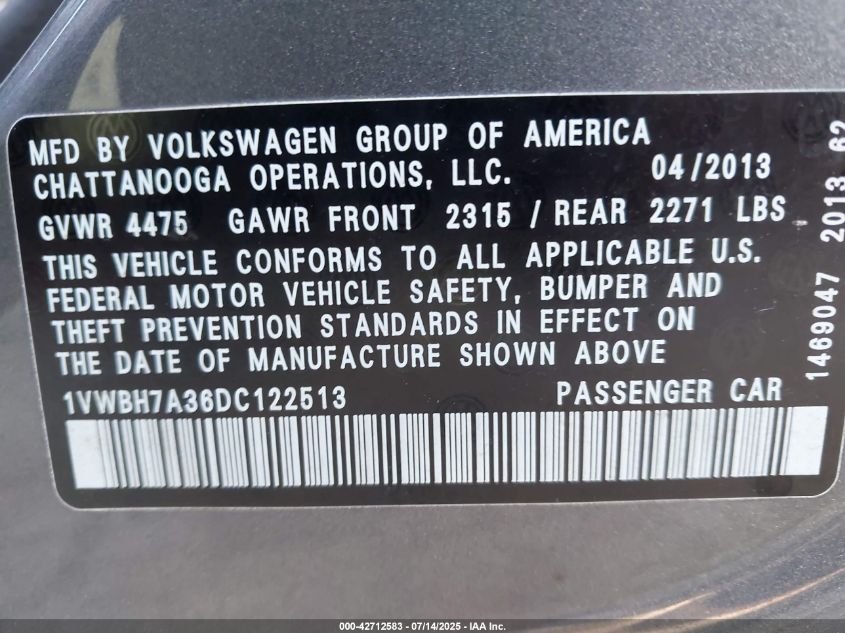 MFD BY VOLKSWAGEN GROUP OF AMERICA
CHATTANOOGA OPERATIONS, LLC. 04/2013
GVWR 4475 GAWR FRONT 2315 / REAR 2271 LBS
THIS VEHICLE CONFORMS TO ALL APPLICABLE U.S.
FEDERAL MOTOR VEHICLE SAFETY, BUMPER AND
THEFT PREVENTION STANDARDS IN EFFECT ON
THE DATE OF MANUFACTURE SHOWN ABOVE
1VWBH7A36DC122513 PASSENGER CAR
1469047 2013 62
000-42712583 - 07/14/2025 - IAA Inc.